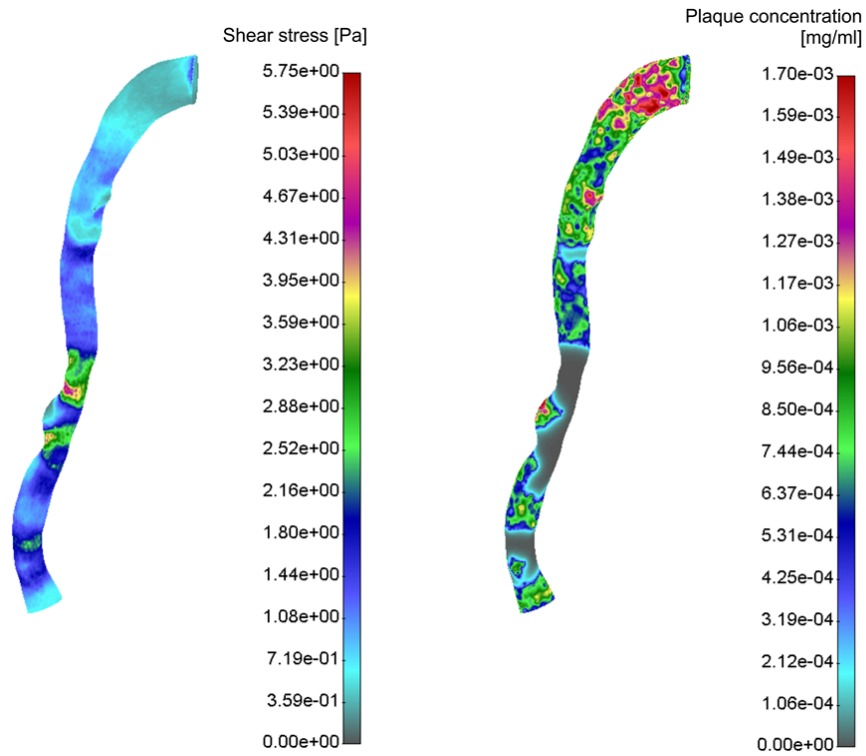 Shear stress [Pa]
5.75e+00
5.39e+00
5.03e+00
4.67e+00
4.31e+00
3.95e+00
3.59e+00
3.23e+00
2.88e+00
2.52e+00
2.16e+00
1.80e+00
1.44e+00
1.08e+00
7.19e-01
3.59e-01
0.00e+00
Plaque concentration
[mg/ml]
1.70e-03
1.59e-03
1.49e-03
1.38e-03
1.27e-03
1.17e-03
1.06e-03
9.56e-04
8.50e-04
7.44e-04
6.37e-04
5.31e-04
4.25e-04
3.19e-04
2.12e-04
1.06e-04
0.00e+00